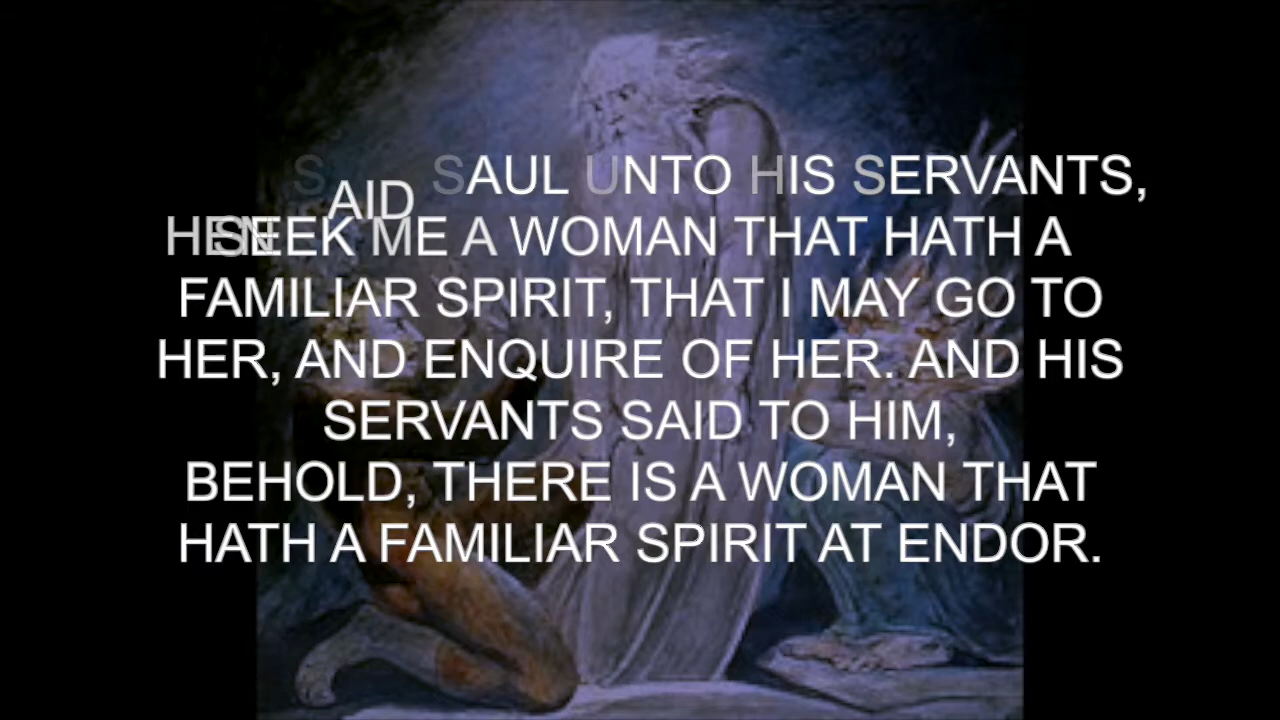 SAID SAUL UNTO HIS SERVANTS,
SEEK ME A WOMAN THAT HATH A
FAMILIAR SPIRIT, THAT I MAY GO TO
HER, AND ENQUIRE OF HER. AND HIS
SERVANTS SAID TO HIM,
BEHOLD, THERE IS A WOMAN THAT
HATH A FAMILIAR SPIRIT AT ENDOR.